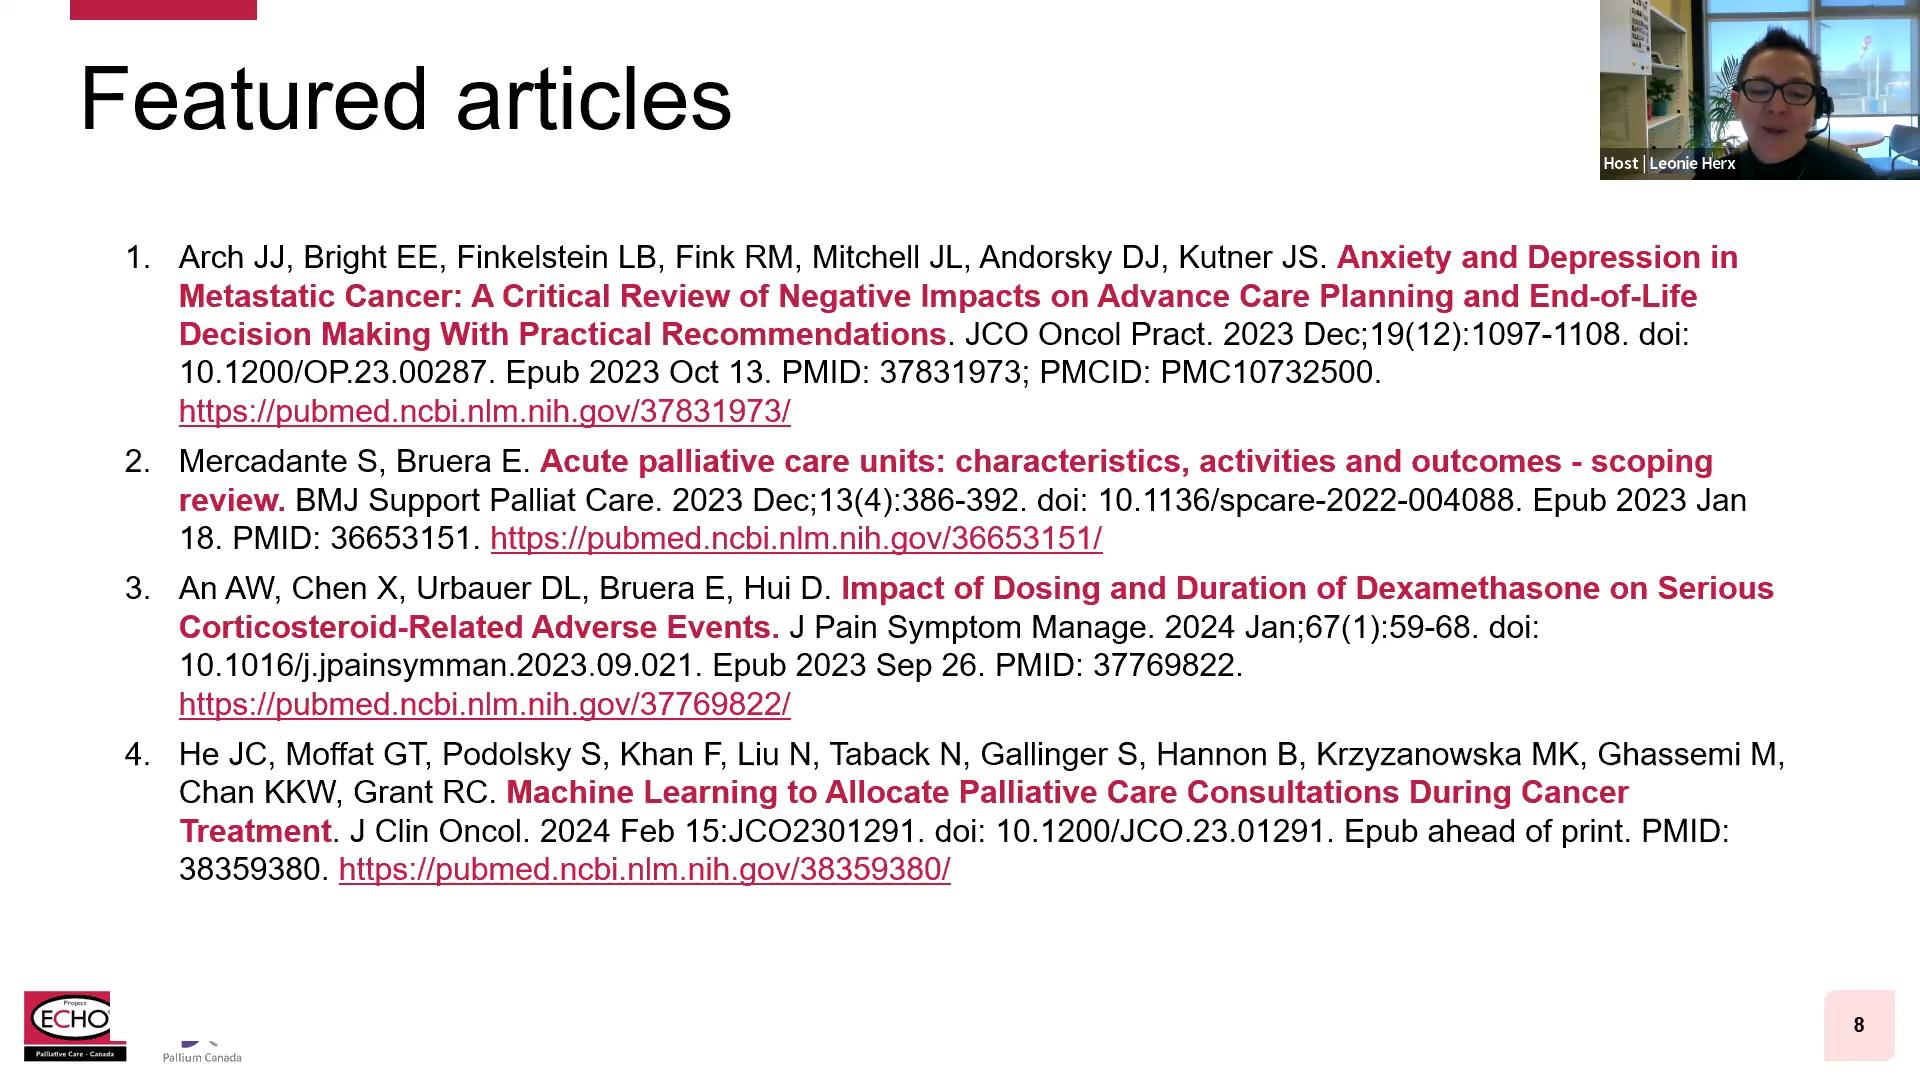 Featured articles
Host | Leonie Herx
1. Arch JJ, Bright EE, Finkelstein LB, Fink RM, Mitchell JL, Andorsky DJ, Kutner JS. Anxiety and Depression in
Metastatic Cancer: A Critical Review of Negative Impacts on Advance Care Planning and End-of-Life
Decision Making With Practical Recommendations. JCO Oncol Pract. 2023 Dec;19(12):1097-1108. doi:
10.1200/OP.23.00287. Epub 2023 Oct 13. PMID: 37831973; PMCID: PMC10732500.
https://pubmed.ncbi.nlm.nih.gov/37831973/
2. Mercadante S, Bruera E. Acute palliative care units: characteristics, activities and outcomes - scoping
review. BMJ Support Palliat Care. 2023 Dec;13(4):386-392. doi: 10.1136/spcare-2022-004088. Epub 2023 Jan
18. PMID: 36653151. https://pubmed.ncbi.nlm.nih.gov/36653151/
3. An AW, Chen X, Urbauer DL, Bruera E, Hui D. Impact of Dosing and Duration of Dexamethasone on Serious
Corticosteroid-Related Adverse Events. J Pain Symptom Manage. 2024 Jan;67(1):59-68. doi:
10.1016/j.jpainsymman.2023.09.021. Epub 2023 Sep 26. PMID: 37769822.
https://pubmed.ncbi.nlm.nih.gov/37769822/
4. He JC, Moffat GT, Podolsky S, Khan F, Liu N, Taback N, Gallinger S, Hannon B, Krzyzanowska MK, Ghassemi M,
Chan KKW, Grant RC. Machine Learning to Allocate Palliative Care Consultations During Cancer
Treatment. J Clin Oncol. 2024 Feb 15:JCO2301291. doi: 10.1200/JCO.23.01291. Epub ahead of print. PMID:
38359380. https://pubmed.ncbi.nlm.nih.gov/38359380/
Project
ECHO
Palliative Care - Canada
Pallium Canada
8